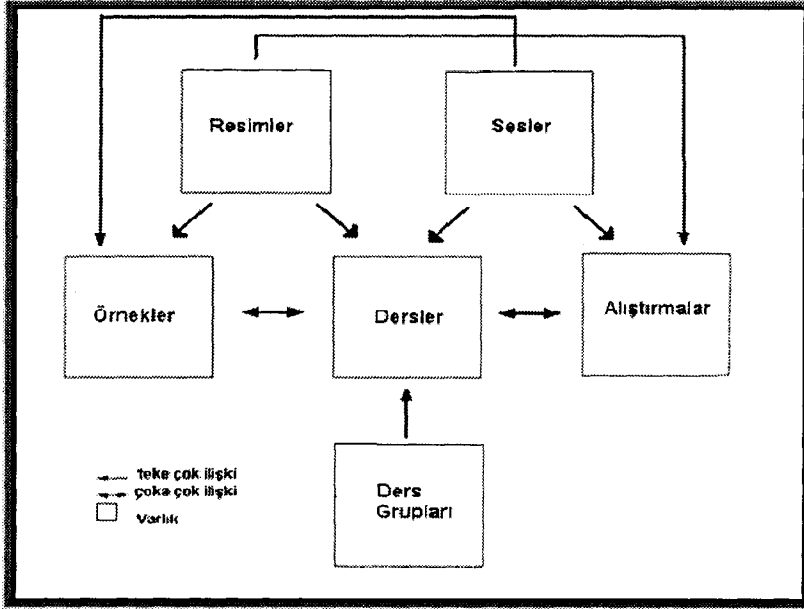 Resimler
Sesler
Örnekler
Dersler
Alıştırmalar
Ders
Grupları
teke çok ilişki
çoka çok ilişki
Varlık